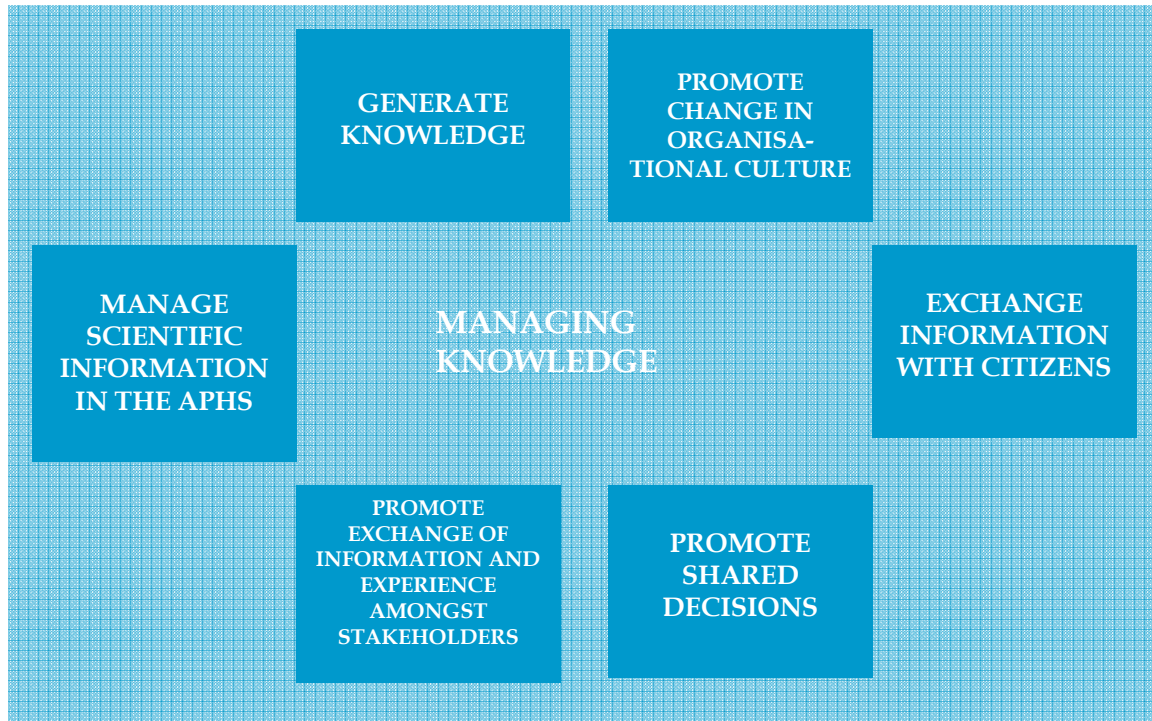 GENERATE
KNOWLEDGE
PROMOTE
CHANGE IN
ORGANISA-
TIONAL CULTURE
MANAGE
SCIENTIFIC
INFORMATION
IN THE APHS
MANAGING
KNOWLEDGE
EXCHANGE
INFORMATION
WITH CITIZENS
PROMOTE
EXCHANGE OF
INFORMATION AND
EXPERIENCE
AMONGST
STAKEHOLDERS
PROMOTE
SHARED
DECISIONS